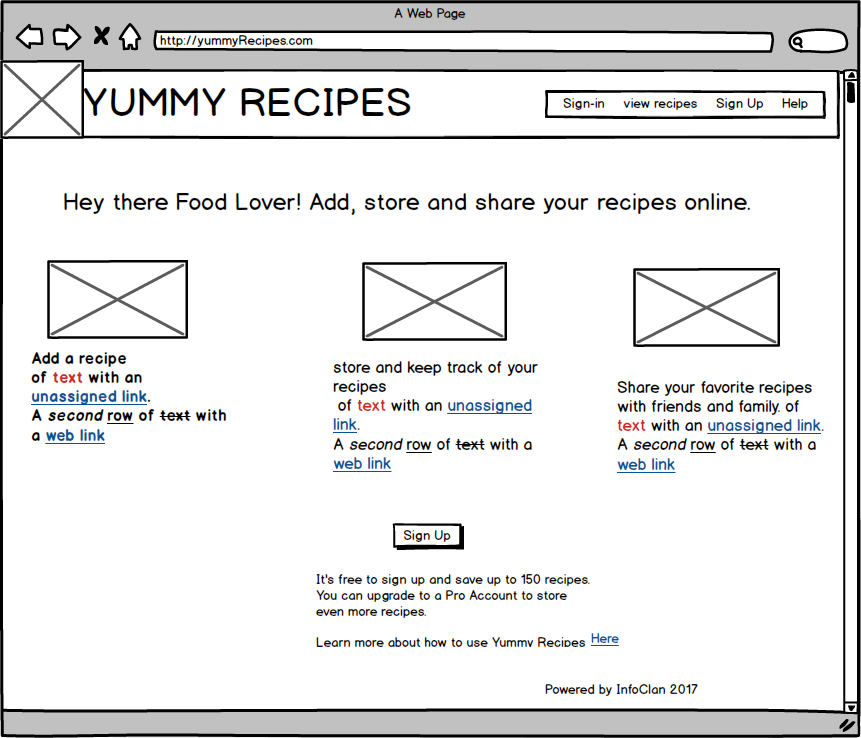 A Web Page
http://yummyRecipes.com
YUMMY RECIPES
Sign-in view recipes Sign Up Help
Hey there Food Lover! Add, store and share your recipes online.
Add a recipe
of text with an
unassigned link.
A second row of text with
a web link
store and keep track of your
recipes
of text with an unassigned
link.
A second row of text with a
web link
Share your favorite recipes
with friends and family. of
text with an unassigned link.
A second row of text with a
web link
Sign Up
It's free to sign up and save up to 150 recipes.
You can upgrade to a Pro Account to store
even more recipes.
Learn more about how to use Yummy Recipes Here
Powered by InfoClan 2017